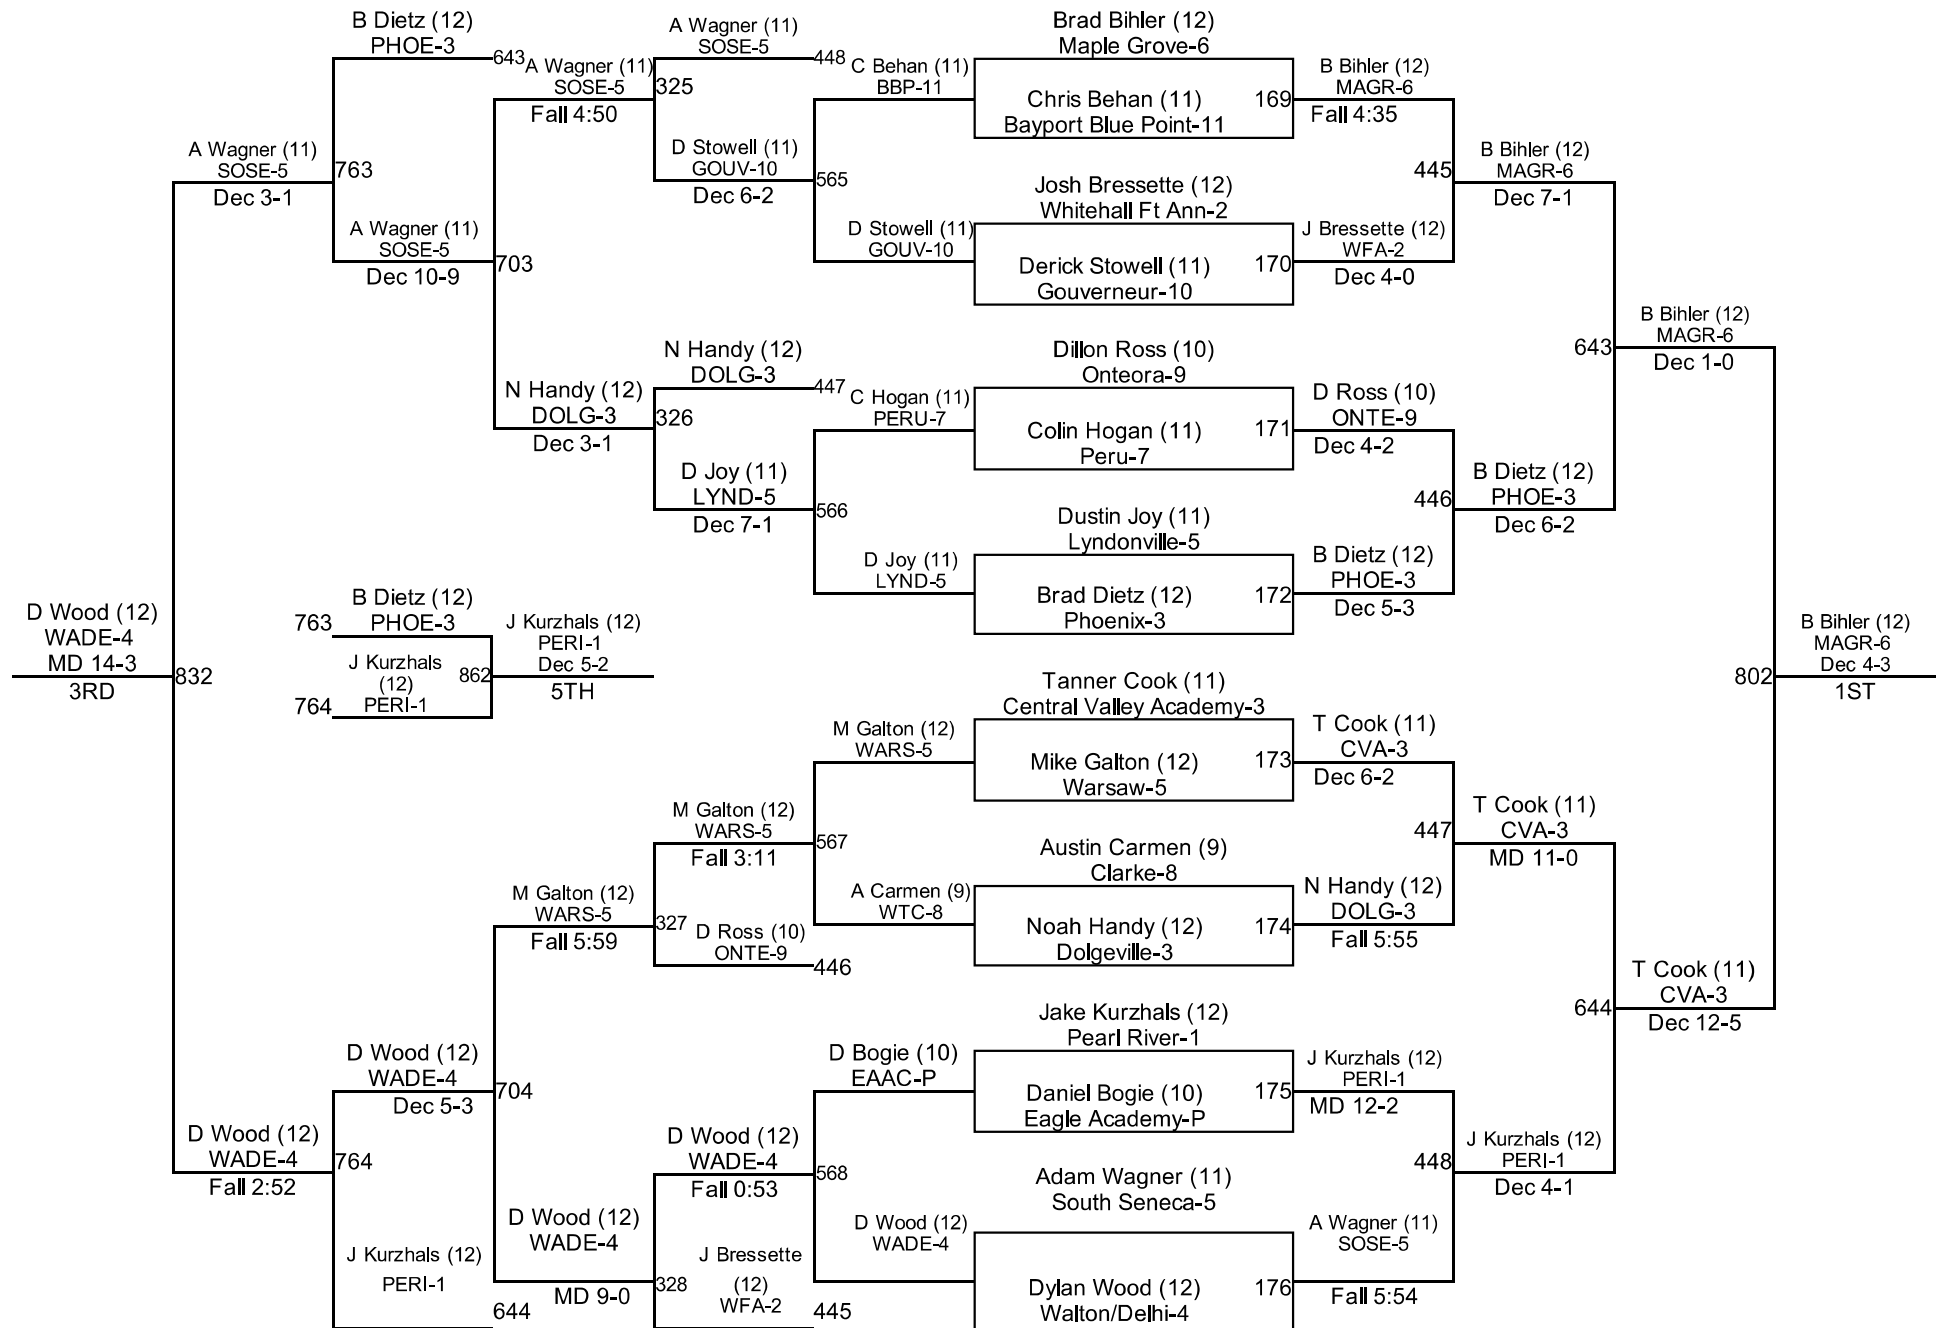 B Dietz (12)
PHOE-3
643
A Wagner (11)
SOSE-5
Fall 4:50
A Wagner (11)
SOSE-5
448
325
C Behan (11)
BBP-11
Brad Bihler (12)
Maple Grove-6
Chris Behan (11)
Bayport Blue Point-11
169
B Bihler (12)
MAGR-6
Fall 4:35
A Wagner (11)
SOSE-5
Dec 3-1
763
A Wagner (11)
SOSE-5
Dec 10-9
703
D Stowell (11)
GOUV-10
Dec 6-2
565
D Stowell (11)
GOUV-10
Josh Bressette (12)
Whitehall Ft Ann-2
Derick Stowell (11)
Gouverneur-10
170
J Bressette (12)
WFA-2
Dec 4-0
445
B Bihler (12)
MAGR-6
Dec 7-1
N Handy (12)
DOLG-3
Dec 3-1
N Handy (12)
DOLG-3
447
326
C Hogan (11)
PERU-7
Dillon Ross (10)
Onteora-9
Colin Hogan (11)
Peru-7
171
D Ross (10)
ONTE-9
Dec 4-2
643
B Bihler (12)
MAGR-6
Dec 1-0
D Joy (11)
LYND-5
Dec 7-1
566
D Joy (11)
LYND-5
Dustin Joy (11)
Lyndonville-5
Brad Dietz (12)
Phoenix-3
172
B Dietz (12)
PHOE-3
Dec 5-3
446
B Dietz (12)
PHOE-3
Dec 6-2
D Wood (12)
WADE-4
MD 14-3
3RD
832
763
B Dietz (12)
PHOE-3
764
J Kurzhals
(12)
PERI-1
862
J Kurzhals (12)
PERI-1
Dec 5-2
5TH
802
B Bihler (12)
MAGR-6
Dec 4-3
1ST
M Galton (12)
WARS-5
Tanner Cook (11)
Central Valley Academy-3
Mike Galton (12)
Warsaw-5
173
T Cook (11)
CVA-3
Dec 6-2
M Galton (12)
WARS-5
Fall 5:59
M Galton (12)
WARS-5
Fall 3:11
567
327
D Ross (10)
ONTE-9
446
A Carmen (9)
WTC-8
Austin Carmen (9)
Clarke-8
Noah Handy (12)
Dolgeville-3
174
N Handy (12)
DOLG-3
Fall 5:55
447
T Cook (11)
CVA-3
MD 11-0
644
T Cook (11)
CVA-3
Dec 12-5
D Wood (12)
WADE-4
Dec 5-3
704
D Bogie (10)
EAAC-P
Jake Kurzhals (12)
Pearl River-1
Daniel Bogie (10)
Eagle Academy-P
175
J Kurzhals (12)
PERI-1
MD 12-2
D Wood (12)
WADE-4
Fall 2:52
764
D Wood (12)
WADE-4
Fall 0:53
568
448
J Kurzhals (12)
PERI-1
Dec 4-1
J Kurzhals (12)
PERI-1
644
D Wood (12)
WADE-4
MD 9-0
328
J Bressette
(12)
WFA-2
445
D Wood (12)
WADE-4
Adam Wagner (11)
South Seneca-5
Dylan Wood (12)
Walton/Delhi-4
176
A Wagner (11)
SOSE-5
Fall 5:54